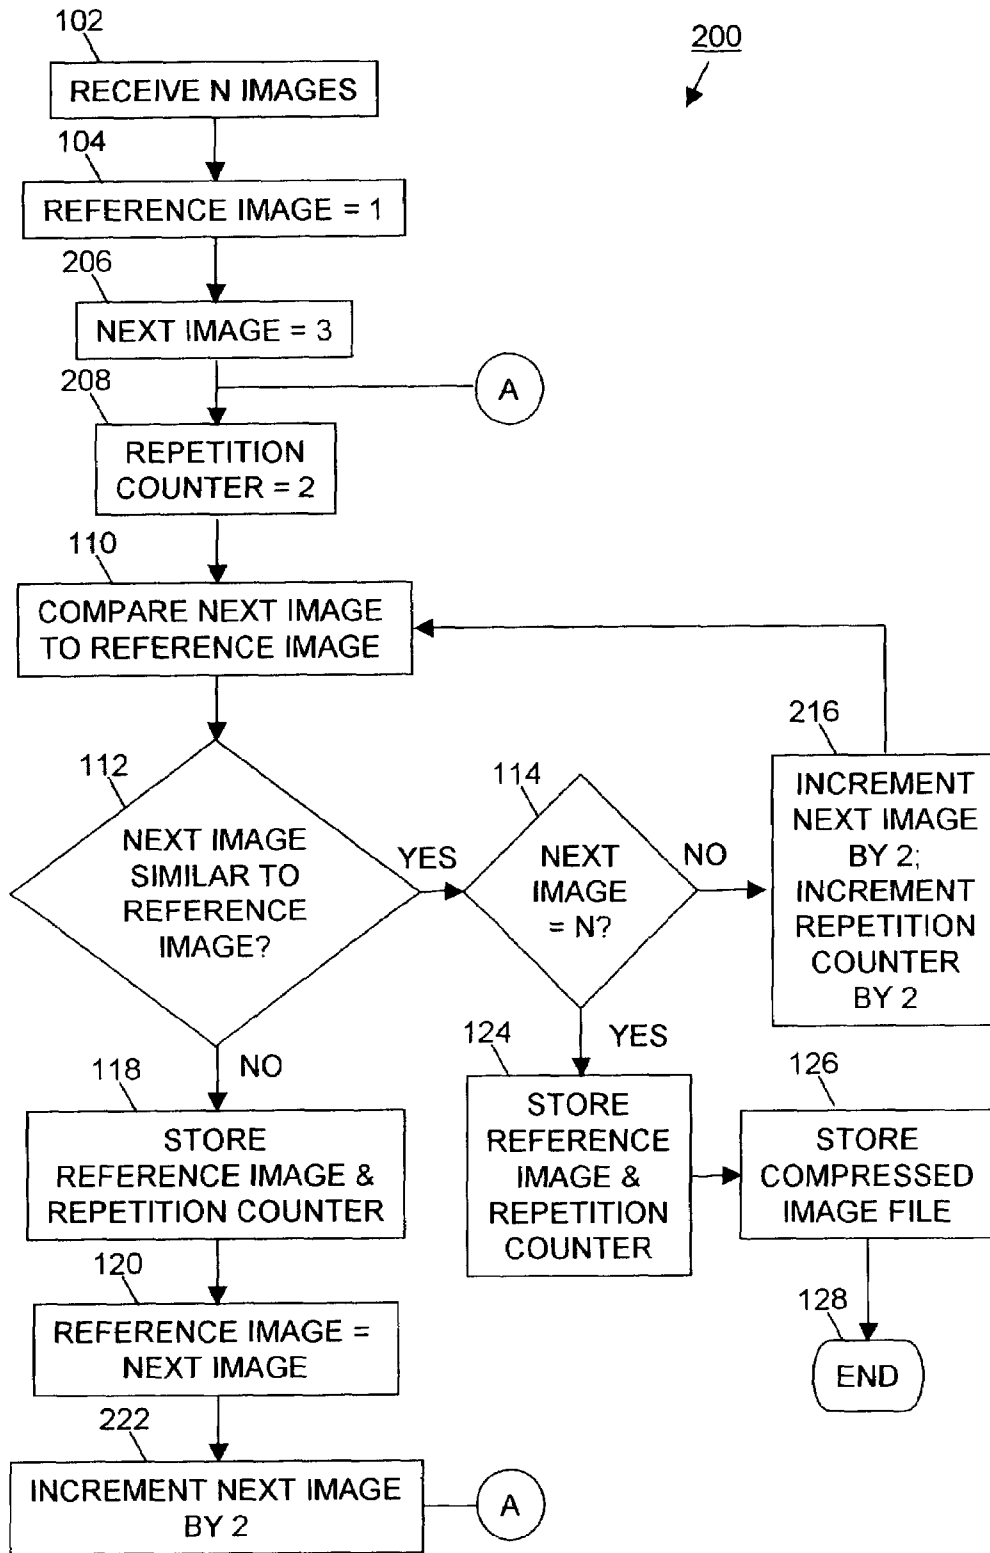 102
200
RECEIVE N IMAGES
104
REFERENCE IMAGE = 1
206
NEXT IMAGE = 3
A
208
REPETITION
COUNTER = 2
110
COMPARE NEXT IMAGE
TO REFERENCE IMAGE
112
NEXT IMAGE
SIMILAR TO
REFERENCE
IMAGE?
YES
114
NEXT
IMAGE
= N?
NO
216
INCREMENT
NEXT IMAGE
BY 2;
INCREMENT
REPETITION
COUNTER
BY 2
NO
YES
118
STORE
REFERENCE IMAGE &
REPETITION COUNTER
124
STORE
REFERENCE
IMAGE &
REPETITION
COUNTER
126
STORE
COMPRESSED
IMAGE FILE
120
REFERENCE IMAGE =
NEXT IMAGE
128
END
222
INCREMENT NEXT IMAGE
BY 2
A